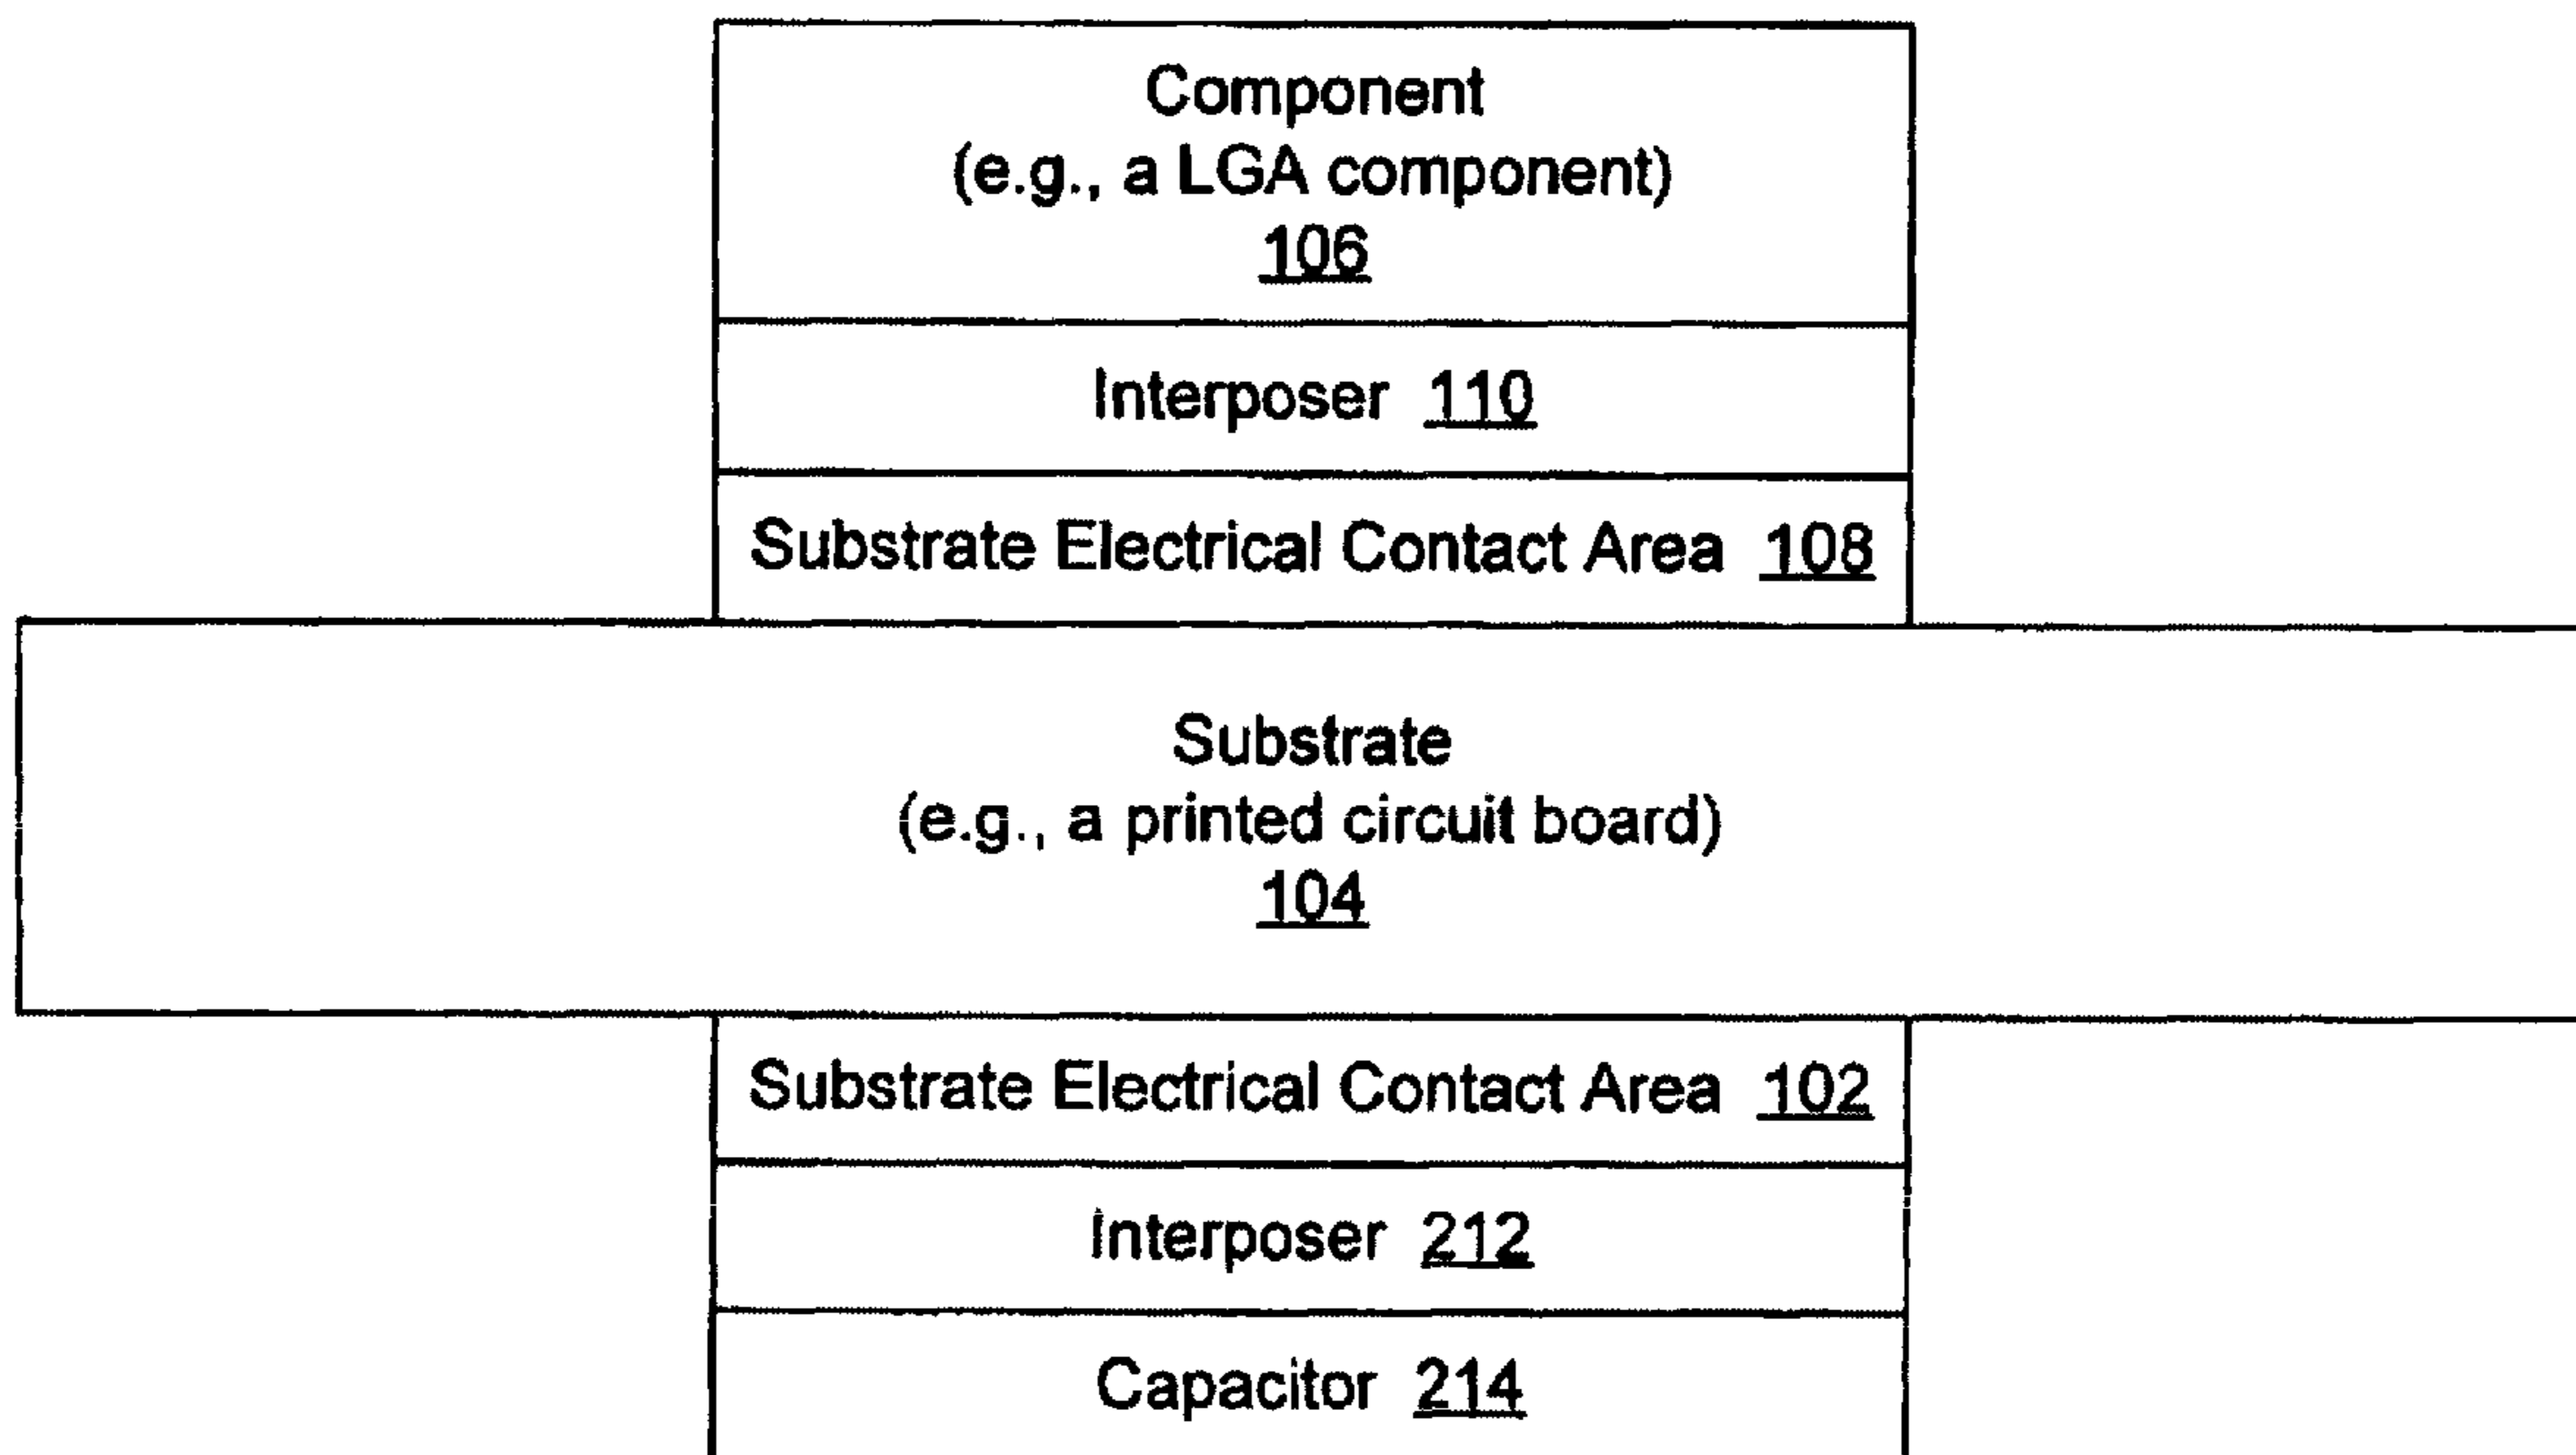 Component
(e.g., a LGA component)
106
Interposer 110
Substrate Electrical Contact Area 108
Substrate
(e.g., a printed circuit board)
104
Substrate Electrical Contact Area 102
Interposer 212
Capacitor 214